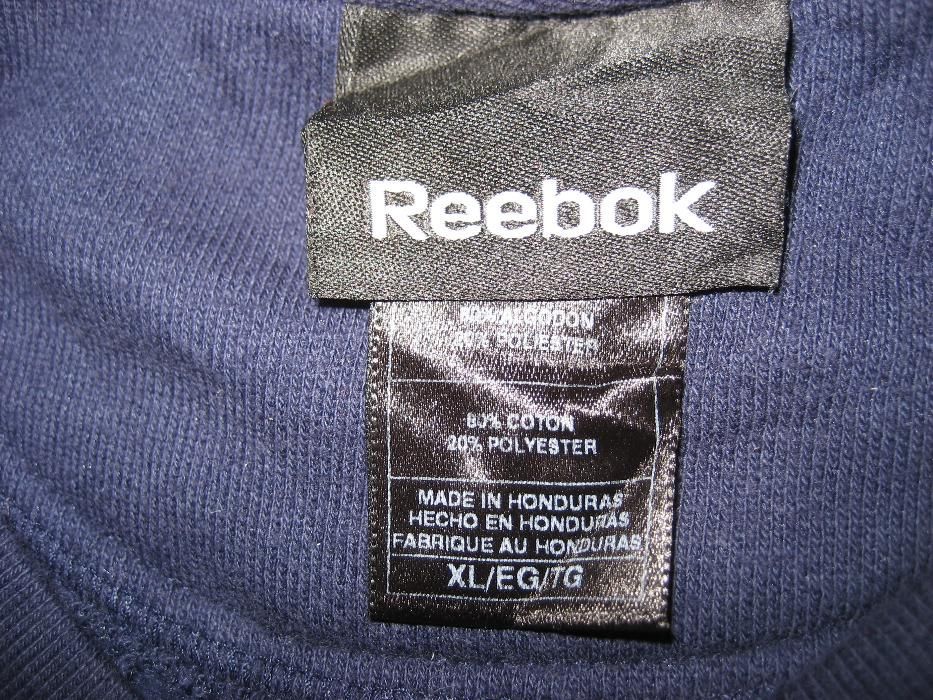 Reebok
80% ALGODON
20% POLIESTER
80% COTON
20% POLYESTER
MADE IN HONDURAS
HECHO EN HONDURAS
FABRIQUE AU HONDURAS
XL/EG/TG